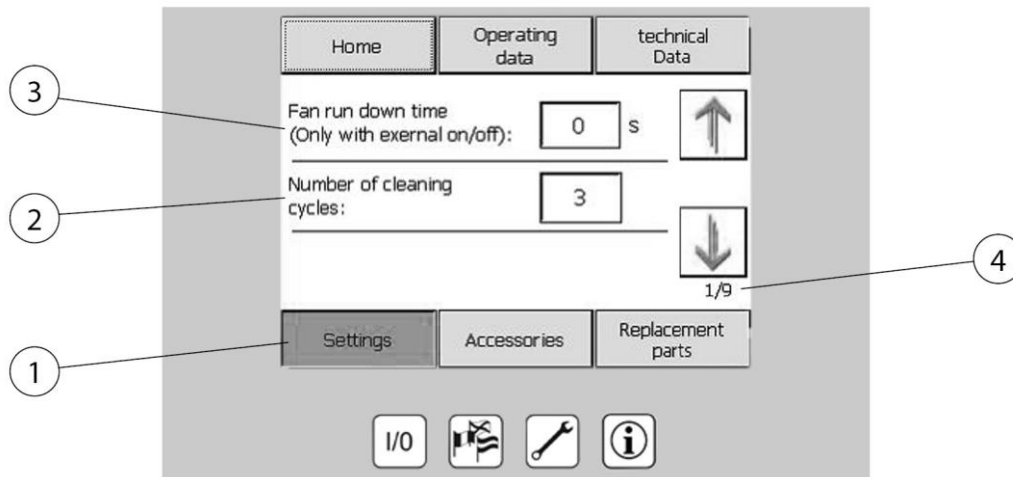 Home
Operating
data
technical
Data
3
Fan run down time
(Only with exernal on/off):
0
s
2
Number of cleaning
cycles:
3
4
1/9
1
Settings
Accessories
Replacement
parts
I/0
i